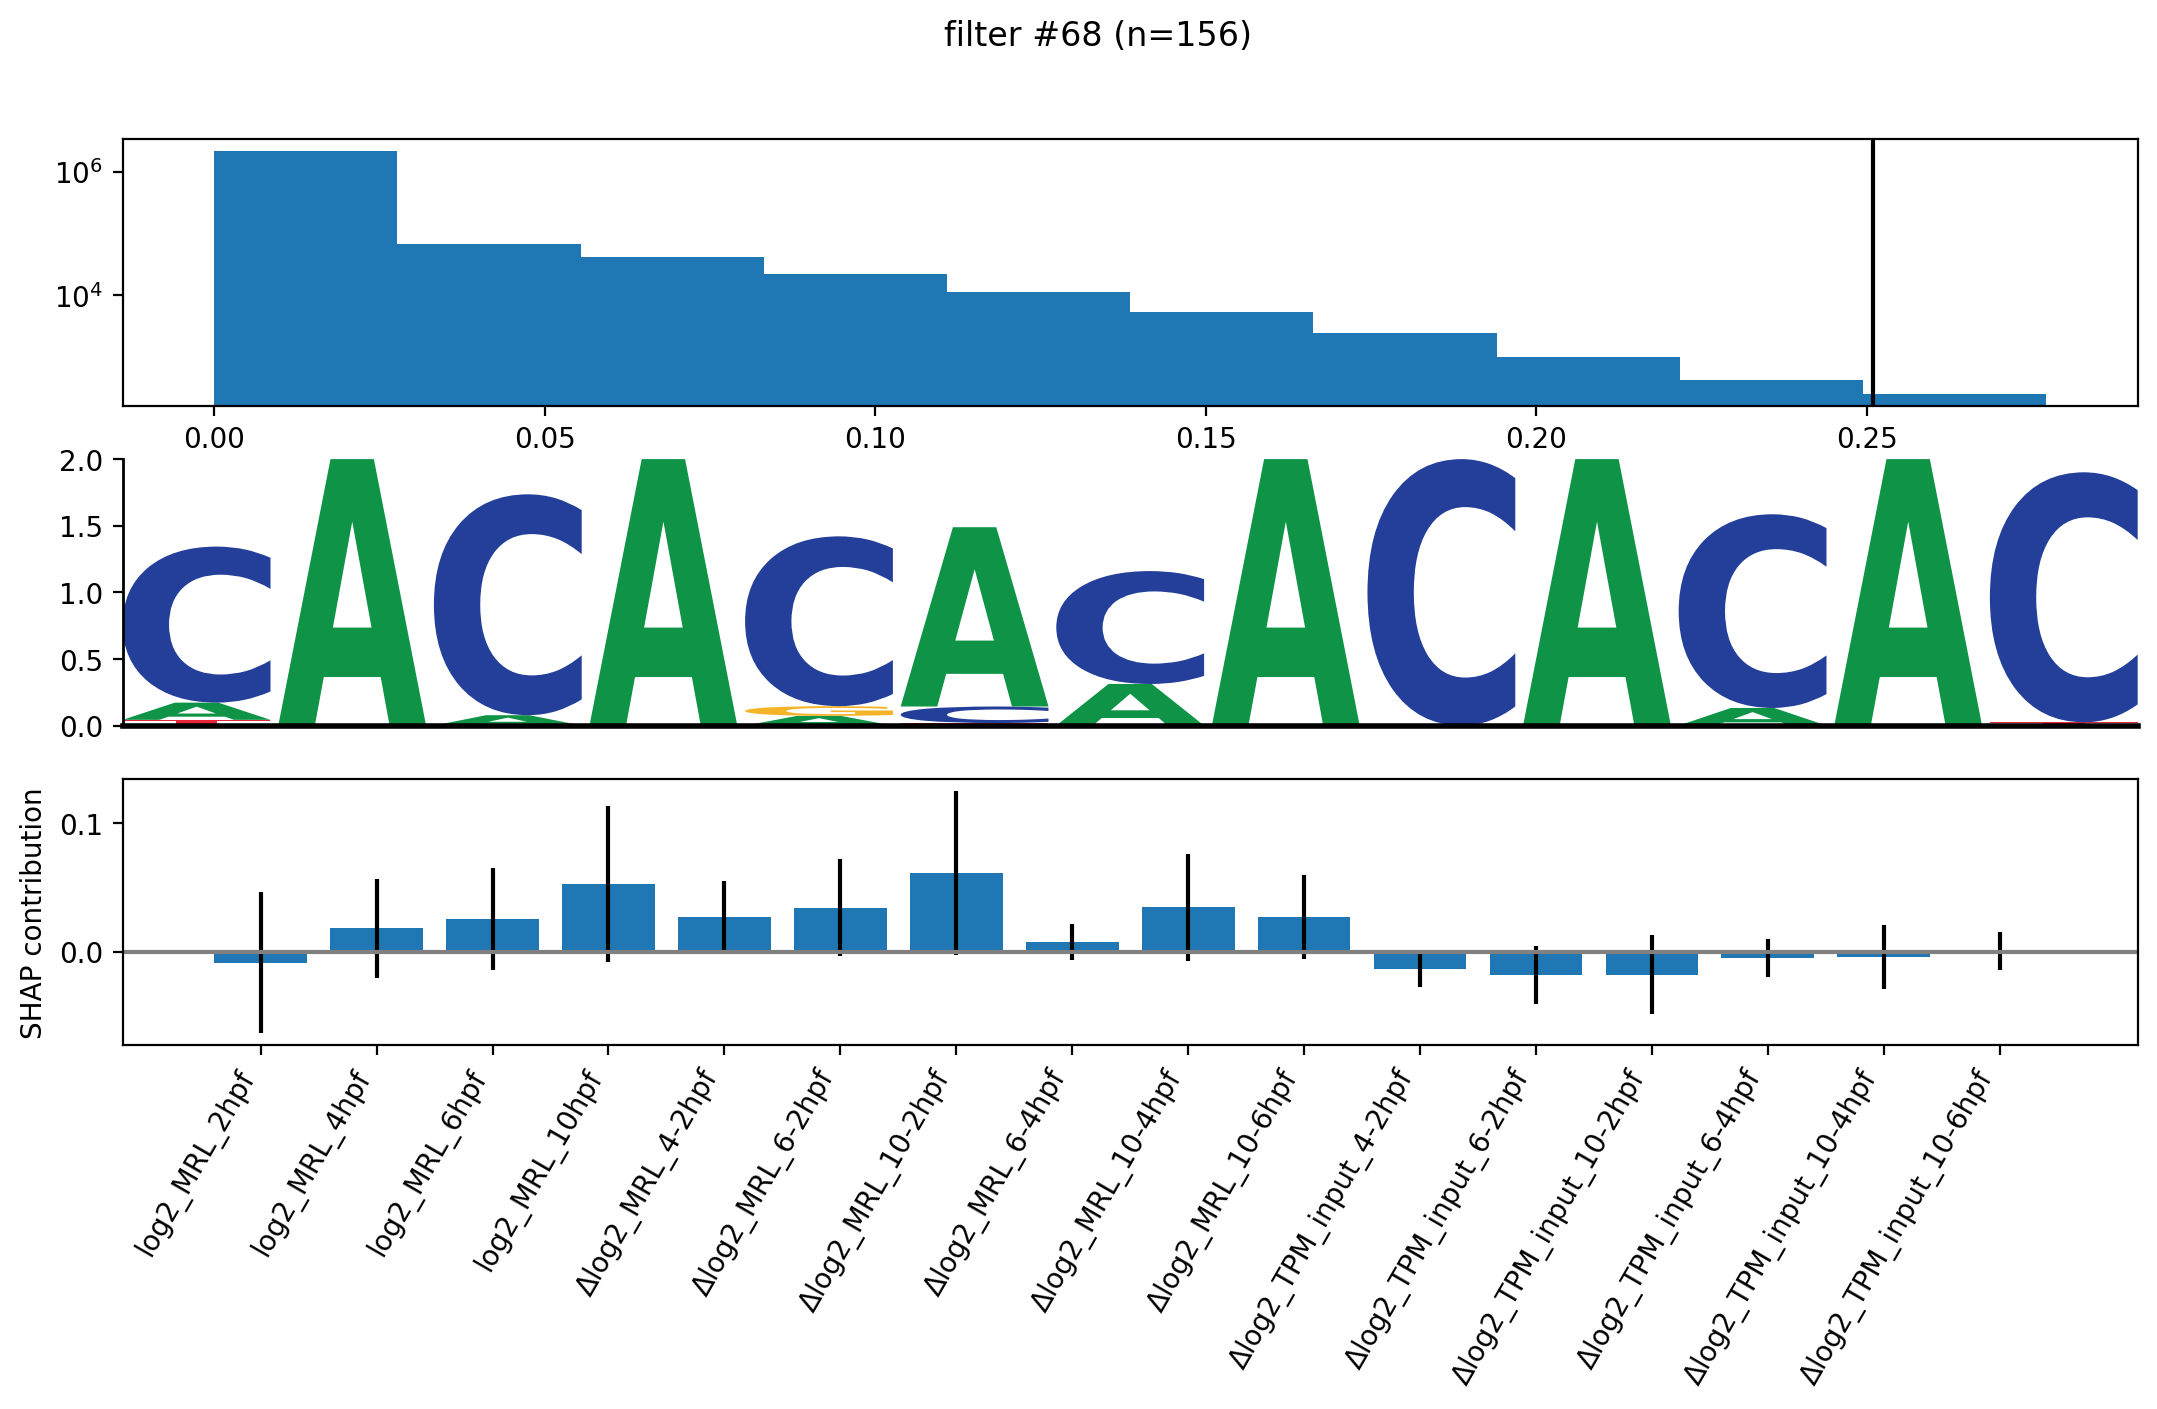 filter #68 (n=156)
10^6
10^4
0.00 0.05 0.10 0.15 0.20 0.25
2.0
1.5
1.0
0.5
0.0
CACACACACACAC
SHAP contribution
0.1
0.0
log2_MRL_2hpf
log2_MRL_4hpf
log2_MRL_6hpf
log2_MRL_10hpf
Δlog2_MRL_4-2hpf
Δlog2_MRL_6-2hpf
Δlog2_MRL_10-2hpf
Δlog2_MRL_6-4hpf
Δlog2_MRL_10-4hpf
Δlog2_MRL_10-6hpf
Δlog2_TPM_input_4-2hpf
Δlog2_TPM_input_6-2hpf
Δlog2_TPM_input_10-2hpf
Δlog2_TPM_input_6-4hpf
Δlog2_TPM_input_10-4hpf
Δlog2_TPM_input_10-6hpf